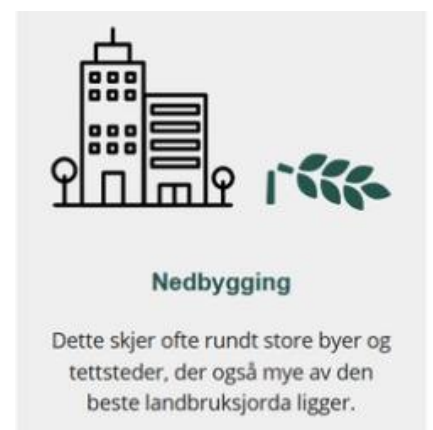 Nedbygging
Dette skjer ofte rundt store byer og
tettsteder, der også mye av den
beste landbruksjorda ligger.